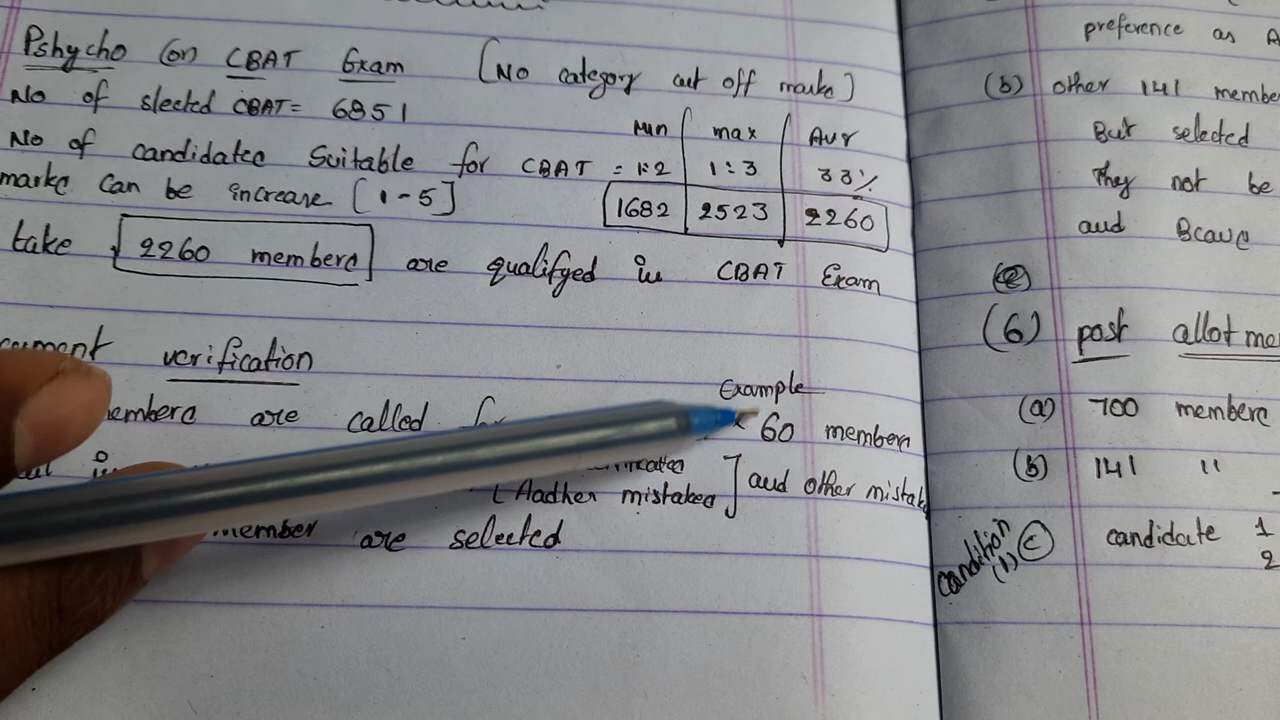 Pshycho (or) CBAT Exam [No category cut off marks]
No of slected CBAT = 6851
Min max Avr
No of candidates Suitable for CBAT = 1:2 1:3 33%
marks can be increase [1-5] 1682 2523 2260
take 2260 members are qualifyed in CBAT Exam
verification
Example
are called 60 members
(Aadher mistakes ] and other mistak
member are selected
preference as A
(b) other 141 membe
But selected
They not be
and Bcaue
(6) post allotme
(a) 700 members
(b) 141 "
condition (1) (c) candidate 1
2